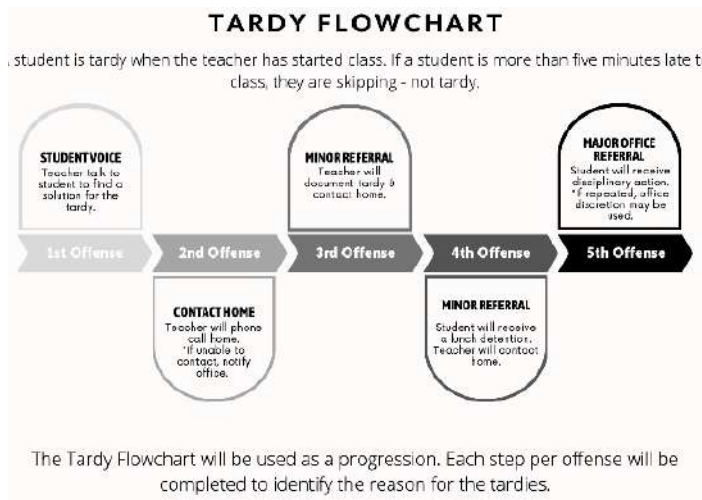 TARDY FLOWCHART
student is tardy when the teacher has started class. If a student is more than five minutes late t
class, they are skipping - not tardy.
STUDENT VOICE
Teacher talk to
student to find a
solution for the
tardy.
MINOR REFERRAL
Teacher will
document tardy &
contact home.
MAJOR OFFICE
REFERRAL
Student will receive
disciplinary action.
*If repeated, office
discretion may be
used.
1st Offense
2nd Offense
3rd Offense
4th Offense
5th Offense
CONTACT HOME
Teacher will phone
call home.
*If unable to
contact, notify
office.
MINOR REFERRAL
Student will receive
a lunch detention.
Teacher will contact
home.
The Tardy Flowchart will be used as a progression. Each step per offense will be
completed to identify the reason for the tardies.